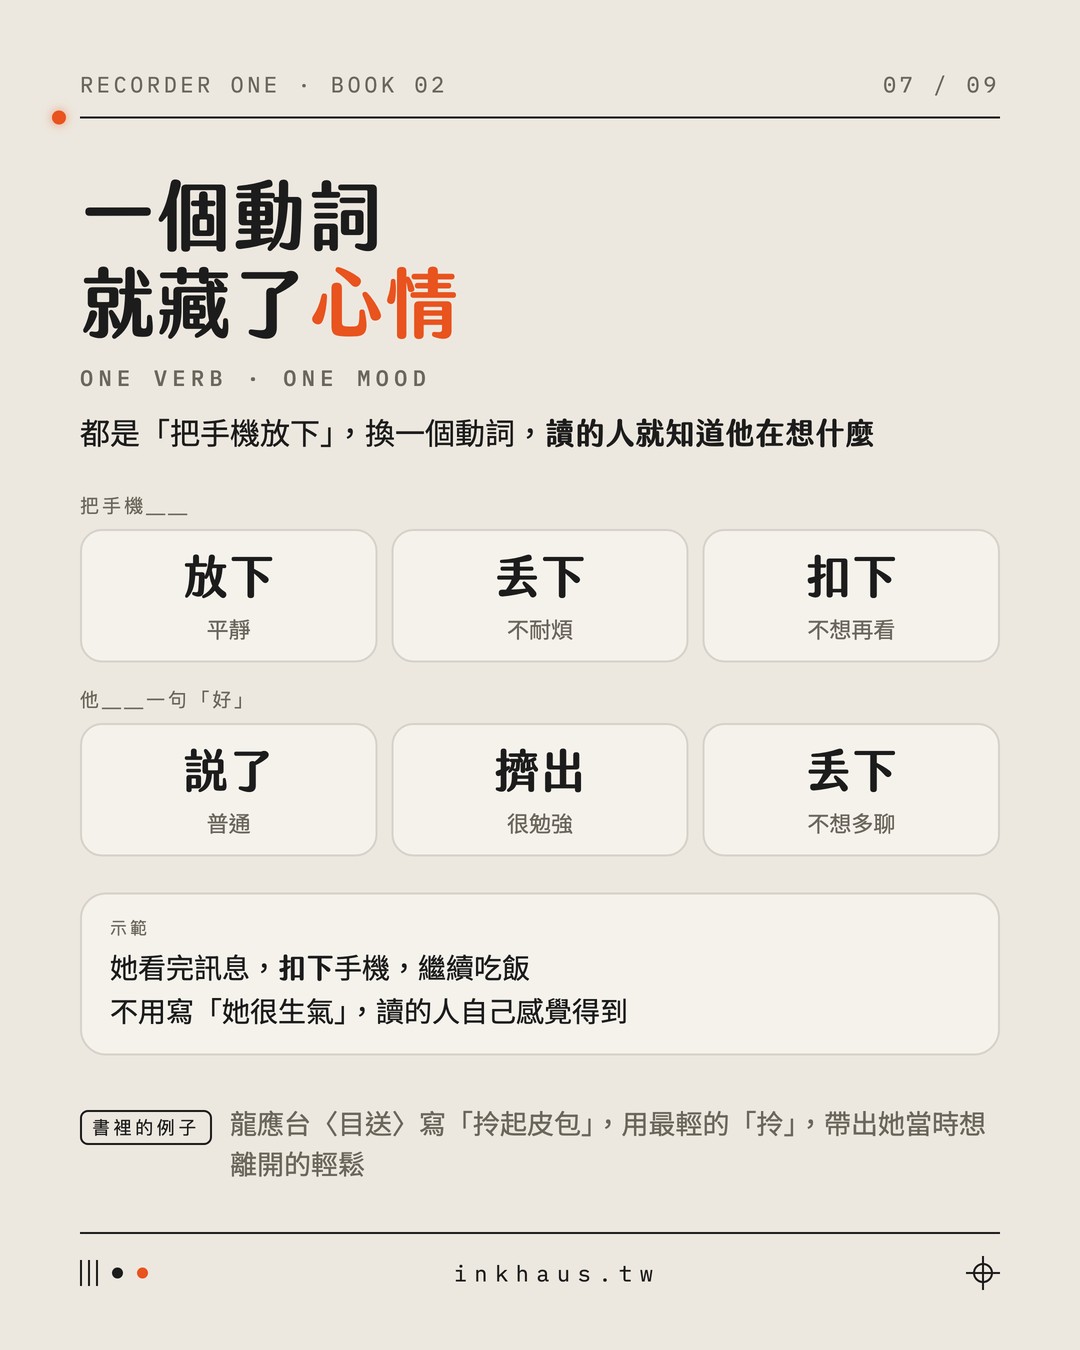 RECORDER ONE · BOOK 02
07 / 09
一個動詞
就藏了心情
ONE VERB · ONE MOOD
都是「把手機放下」，換一個動詞，讀的人就知道他在想什麼
把手機__ __
放下
平靜
丟下
不耐煩
扣下
不想再看
他__ __一句「好」
説了
普通
擠出
很勉強
丟下
不想多聊
示範
她看完訊息，扣下手機，繼續吃飯
不用寫「她很生氣」，讀的人自己感覺得到
書裡的例子
龍應台〈目送〉寫「拎起皮包」，用最輕的「拎」，帶出她當時想
離開的輕鬆
inkhaus.tw